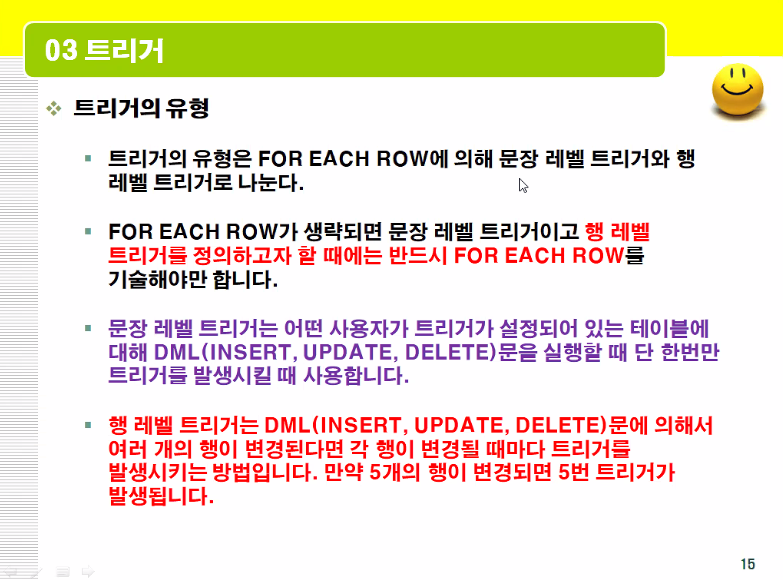 03 트리거
트리거의 유형
트리거의 유형은 FOR EACH ROW에 의해 문장 레벨 트리거와 행
레벨 트리거로 나눈다.
FOR EACH ROW가 생략되면 문장 레벨 트리거이고 행 레벨
트리거를 정의하고자 할 때에는 반드시 FOR EACH ROW를
기술해야만 합니다.
문장 레벨 트리거는 어떤 사용자가 트리거가 설정되어 있는 테이블에
대해 DML(INSERT, UPDATE, DELETE)문을 실행할 때 단 한번만
트리거를 발생시킬 때 사용합니다.
행 레벨 트리거는 DML(INSERT, UPDATE, DELETE)문에 의해서
여러 개의 행이 변경된다면 각 행이 변경될 때마다 트리거를
발생시키는 방법입니다. 만약 5개의 행이 변경되면 5번 트리거가
발생됩니다.
15